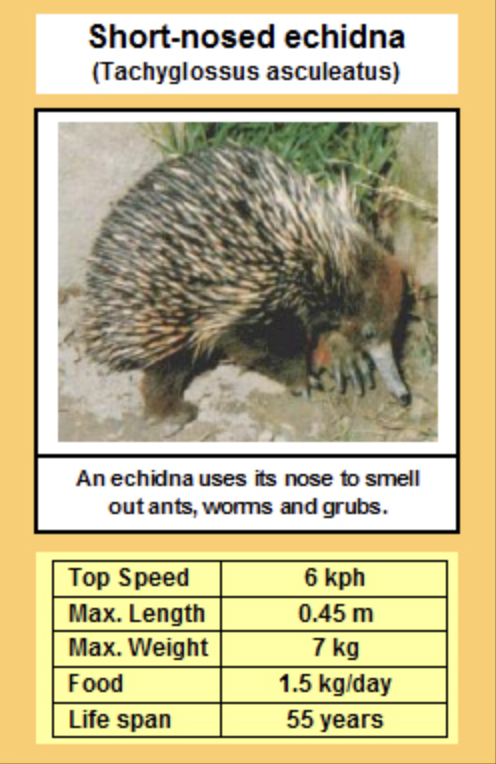 Short-nosed echidna
(Tachyglossus asculeatus)
An echidna uses its nose to smell
out ants, worms and grubs.
Top Speed 6 kph
Max. Length 0.45 m
Max. Weight 7 kg
Food 1.5 kg/day
Life span 55 years